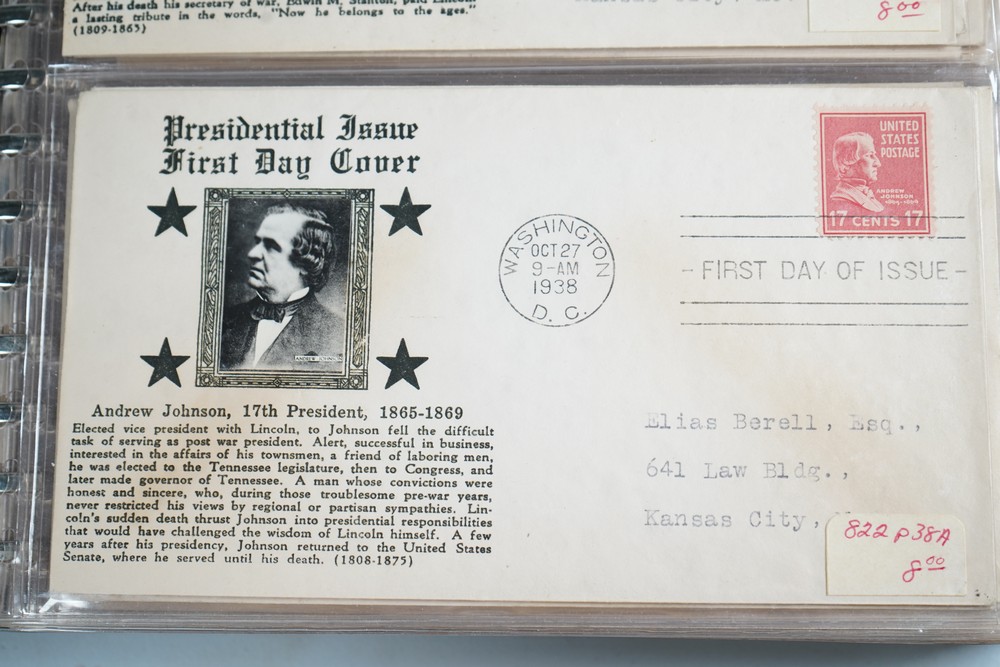 After his death his secretary of war, Edwin M. Stanton, paid
a lasting tribute in the words, "Now he belongs to the ages."
(1809-1865)
8 00
Presidential Issue
First Day Cover
ANDREW JOHNSON
Andrew Johnson, 17th President, 1865-1869
Elected vice president with Lincoln, to Johnson fell the difficult
task of serving as post war president. Alert, successful in business,
interested in the affairs of his townsmen, a friend of laboring men,
he was elected to the Tennessee legislature, then to Congress, and
later made governor of Tennessee. A man whose convictions were
honest and sincere, who, during those troublesome pre-war years,
never restricted his views by regional or partisan sympathies. Lin-
coln's sudden death thrust Johnson into presidential responsibilities
that would have challenged the wisdom of Lincoln himself. A few
years after his presidency, Johnson returned to the United States
Senate, where he served until his death. (1808-1875)
WASHINGTON
OCT 27
9-AM
1938
D. C.
UNITED
STATES
POSTAGE
ANDREW
JOHNSON
17 CENTS 17
- FIRST DAY OF ISSUE -
Elias Berell, Esq.,
641 Law Bldg.,
Kansas City,
822 p38A
8 00